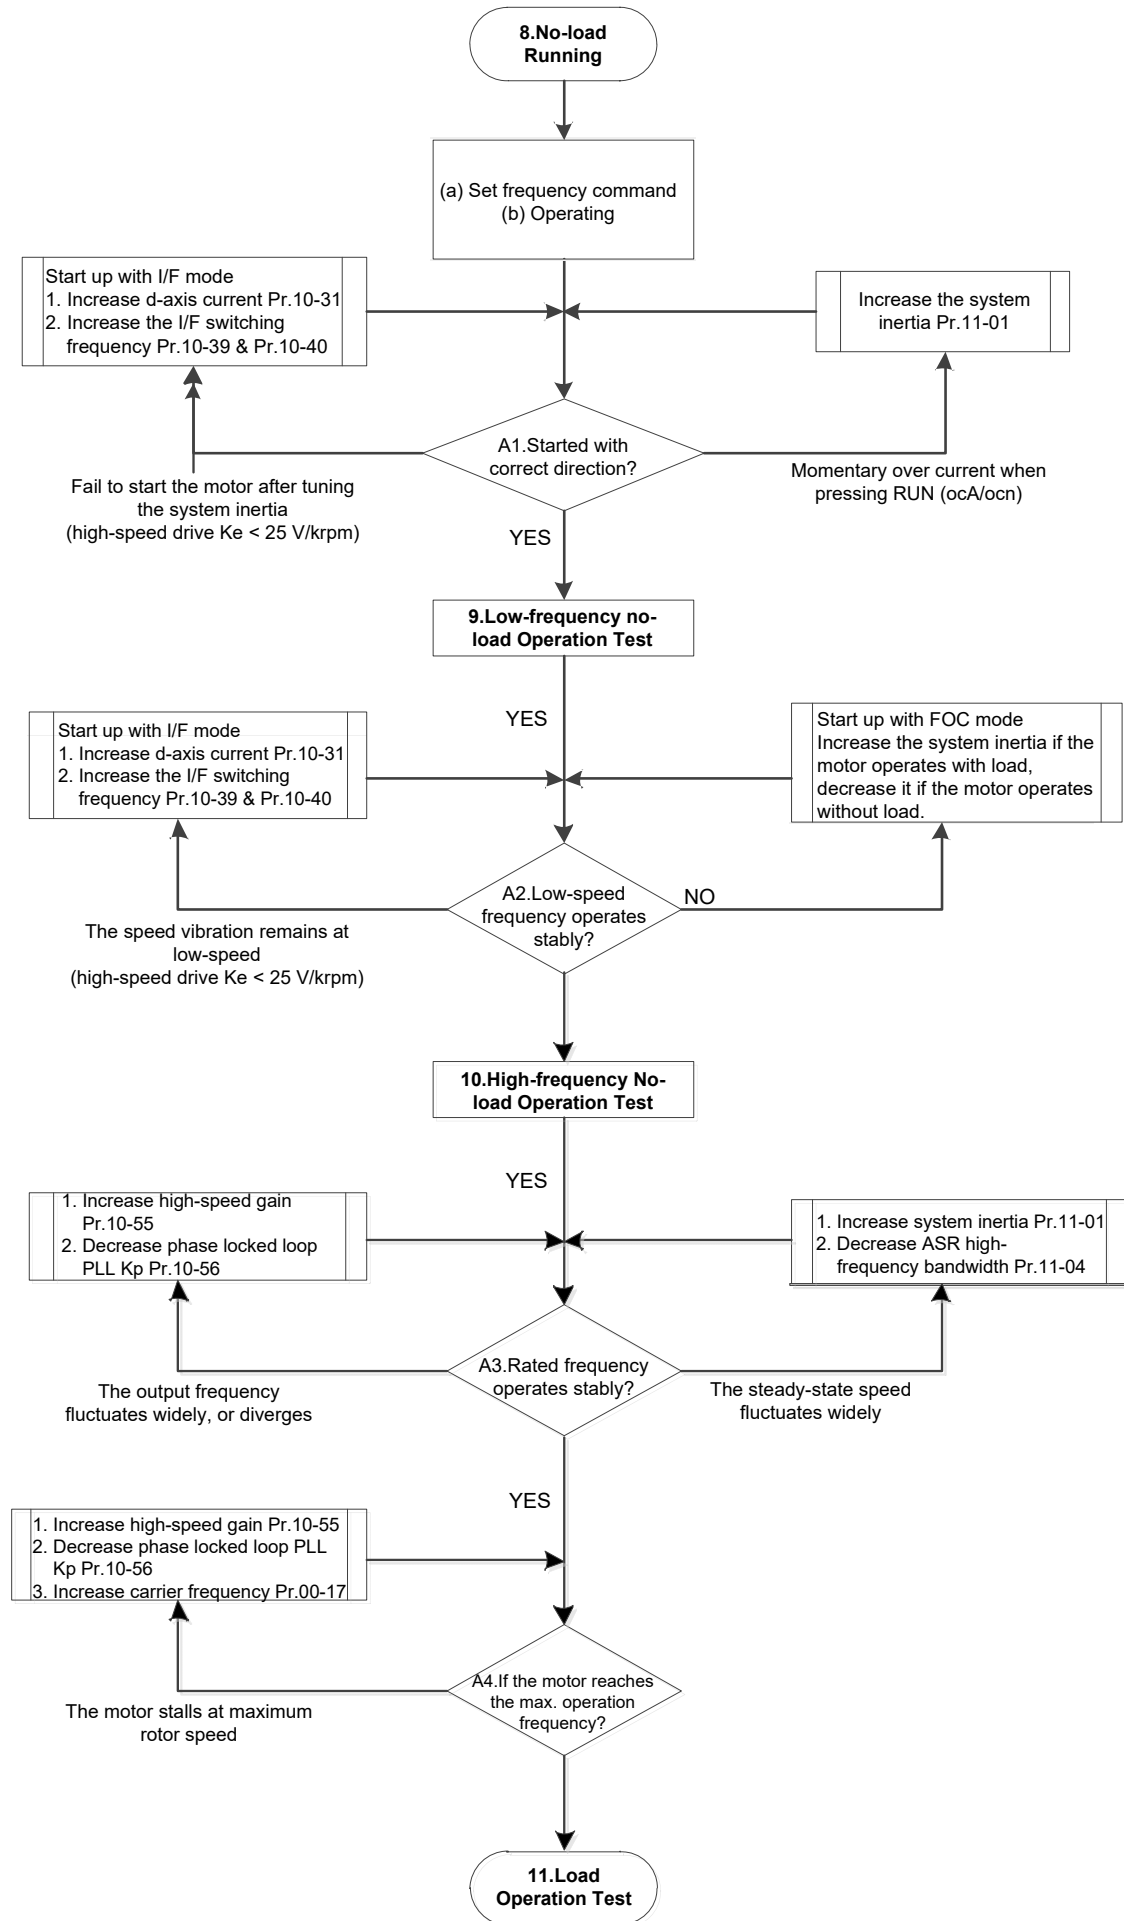 8.No-load
Running
(a) Set frequency command
(b) Operating
Start up with I/F mode
1. Increase d-axis current Pr.10-31
2. Increase the I/F switching
frequency Pr.10-39 & Pr.10-40
Increase the system
inertia Pr.11-01
A1.Started with
correct direction?
Fail to start the motor after tuning
the system inertia
(high-speed drive Ke < 25 V/krpm)
Momentary over current when
pressing RUN (ocA/ocn)
YES
9.Low-frequency no-
load Operation Test
YES
Start up with I/F mode
1. Increase d-axis current Pr.10-31
2. Increase the I/F switching
frequency Pr.10-39 & Pr.10-40
Start up with FOC mode
Increase the system inertia if the
motor operates with load,
decrease it if the motor operates
without load.
A2.Low-speed
frequency operates
stably?
NO
The speed vibration remains at
low-speed
(high-speed drive Ke < 25 V/krpm)
10.High-frequency No-
load Operation Test
YES
1. Increase high-speed gain
Pr.10-55
2. Decrease phase locked loop
PLL Kp Pr.10-56
1. Increase system inertia Pr.11-01
2. Decrease ASR high-
frequency bandwidth Pr.11-04
A3.Rated frequency
operates stably?
The output frequency
fluctuates widely, or diverges
The steady-state speed
fluctuates widely
YES
1. Increase high-speed gain Pr.10-55
2. Decrease phase locked loop PLL
Kp Pr.10-56
3. Increase carrier frequency Pr.00-17
A4.If the motor reaches
the max. operation
frequency?
The motor stalls at maximum
rotor speed
11.Load
Operation Test